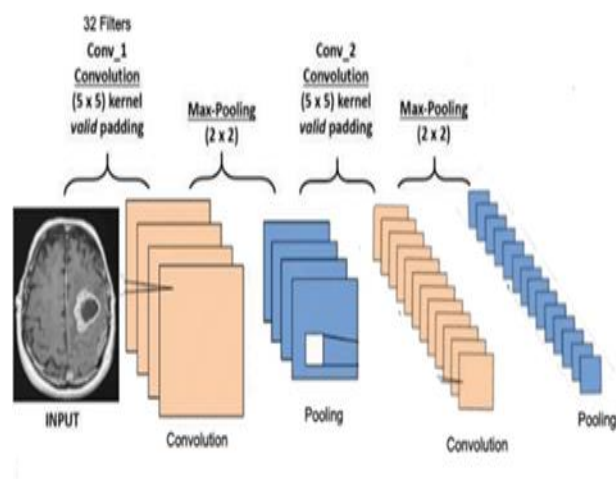 32 Filters
Conv_1
Convolution
(5 x 5) kernel
valid padding
Max-Pooling
(2 x 2)
Conv_2
Convolution
(5 x 5) kernel
valid padding
Max-Pooling
(2 x 2)
INPUT
Convolution
Pooling
Convolution
Pooling